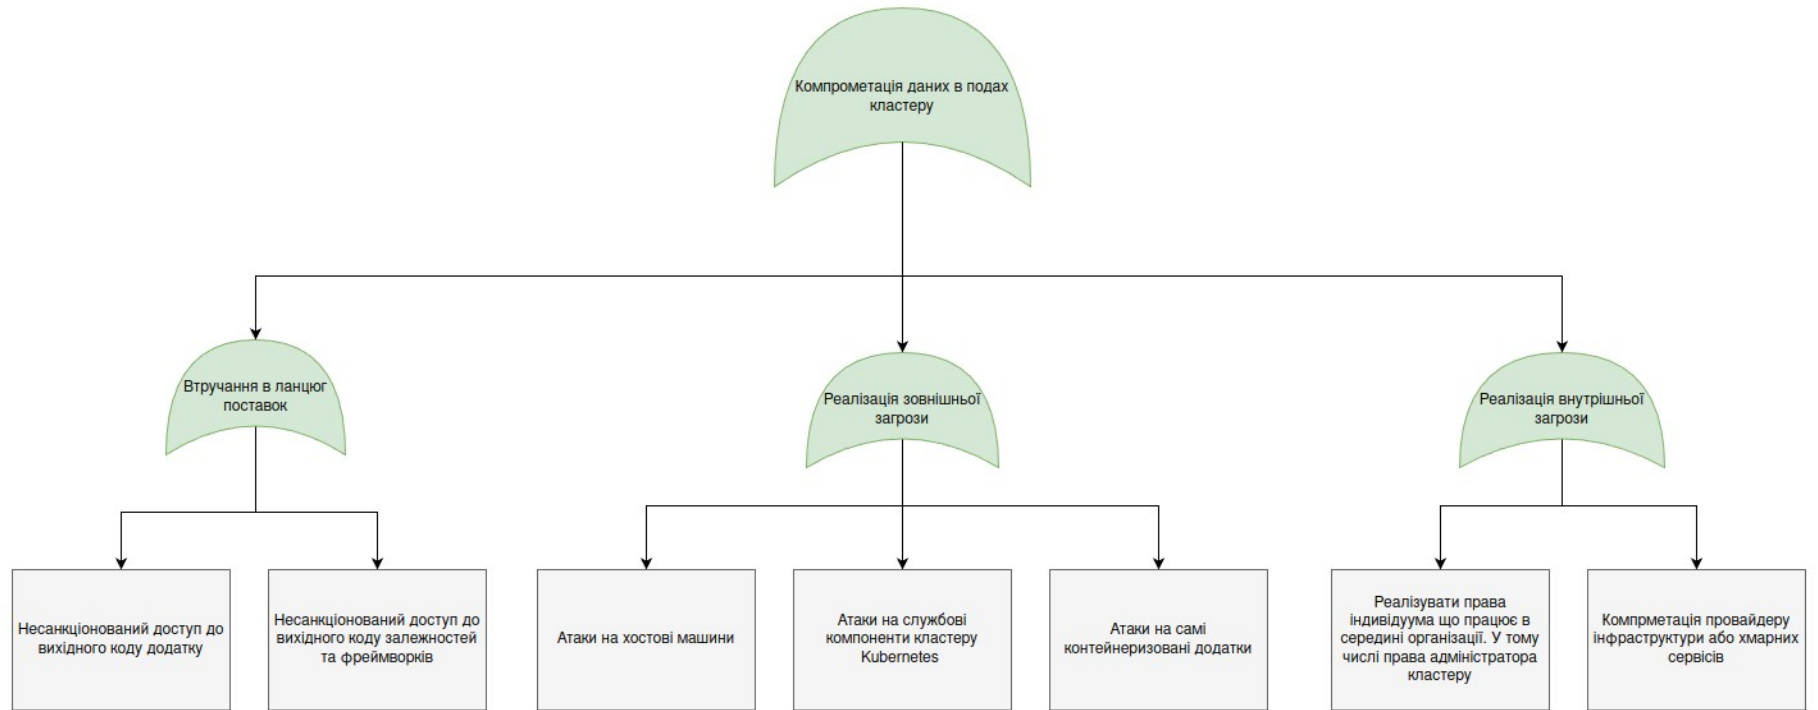 Компрометація даних в подах
кластеру
Втручання в ланцюг
поставок
Реалізація зовнішньої
загрози
Реалізація внутрішньої
загрози
Несанкціонований доступ до
вихідного коду додатку
Несанкціонований доступ до
вихідного коду залежностей
та фреймворків
Атаки на хостові машини
Атаки на службові
компоненти кластеру
Kubernetes
Атаки на самі
контейнеризовані додатки
Реалізувати права
індивідуума що працює в
середині організації. У тому
числі права адміністратора
кластеру
Компрметація провайдеру
інфраструктури або хмарних
сервісів